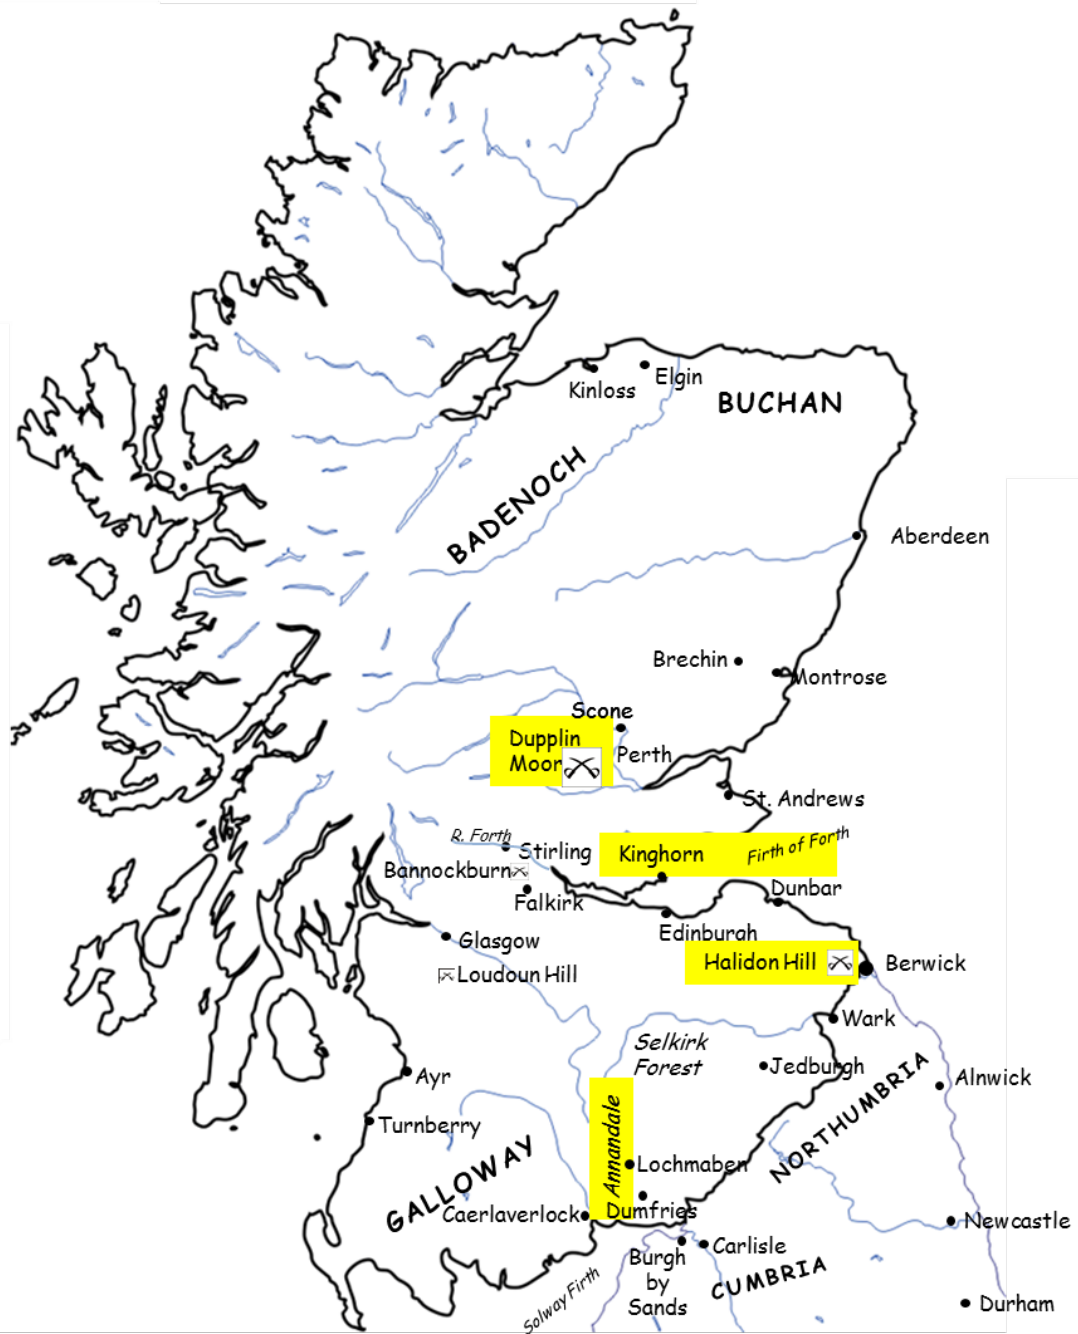 Kinloss
Elgin
BUCHAN
BADENOCH
Aberdeen
Brechin
Montrose
Scone
Dupplin
Moor
Perth
St. Andrews
R. Forth
Stirling
Kinghorn
Firth of Forth
Bannockburn
Falkirk
Dunbar
Edinburgh
Glasgow
Halidon Hill
Berwick
Loudoun Hill
Wark
Selkirk
Forest
Jedburgh
Ayr
Alnwick
NORTHUMBRIA
Turnberry
Annandale
Lochmaben
GALLOWAY
Caerlaverlock
Dumfries
Newcastle
Burgh
by
Sands
Carlisle
CUMBRIA
Solway Firth
Durham